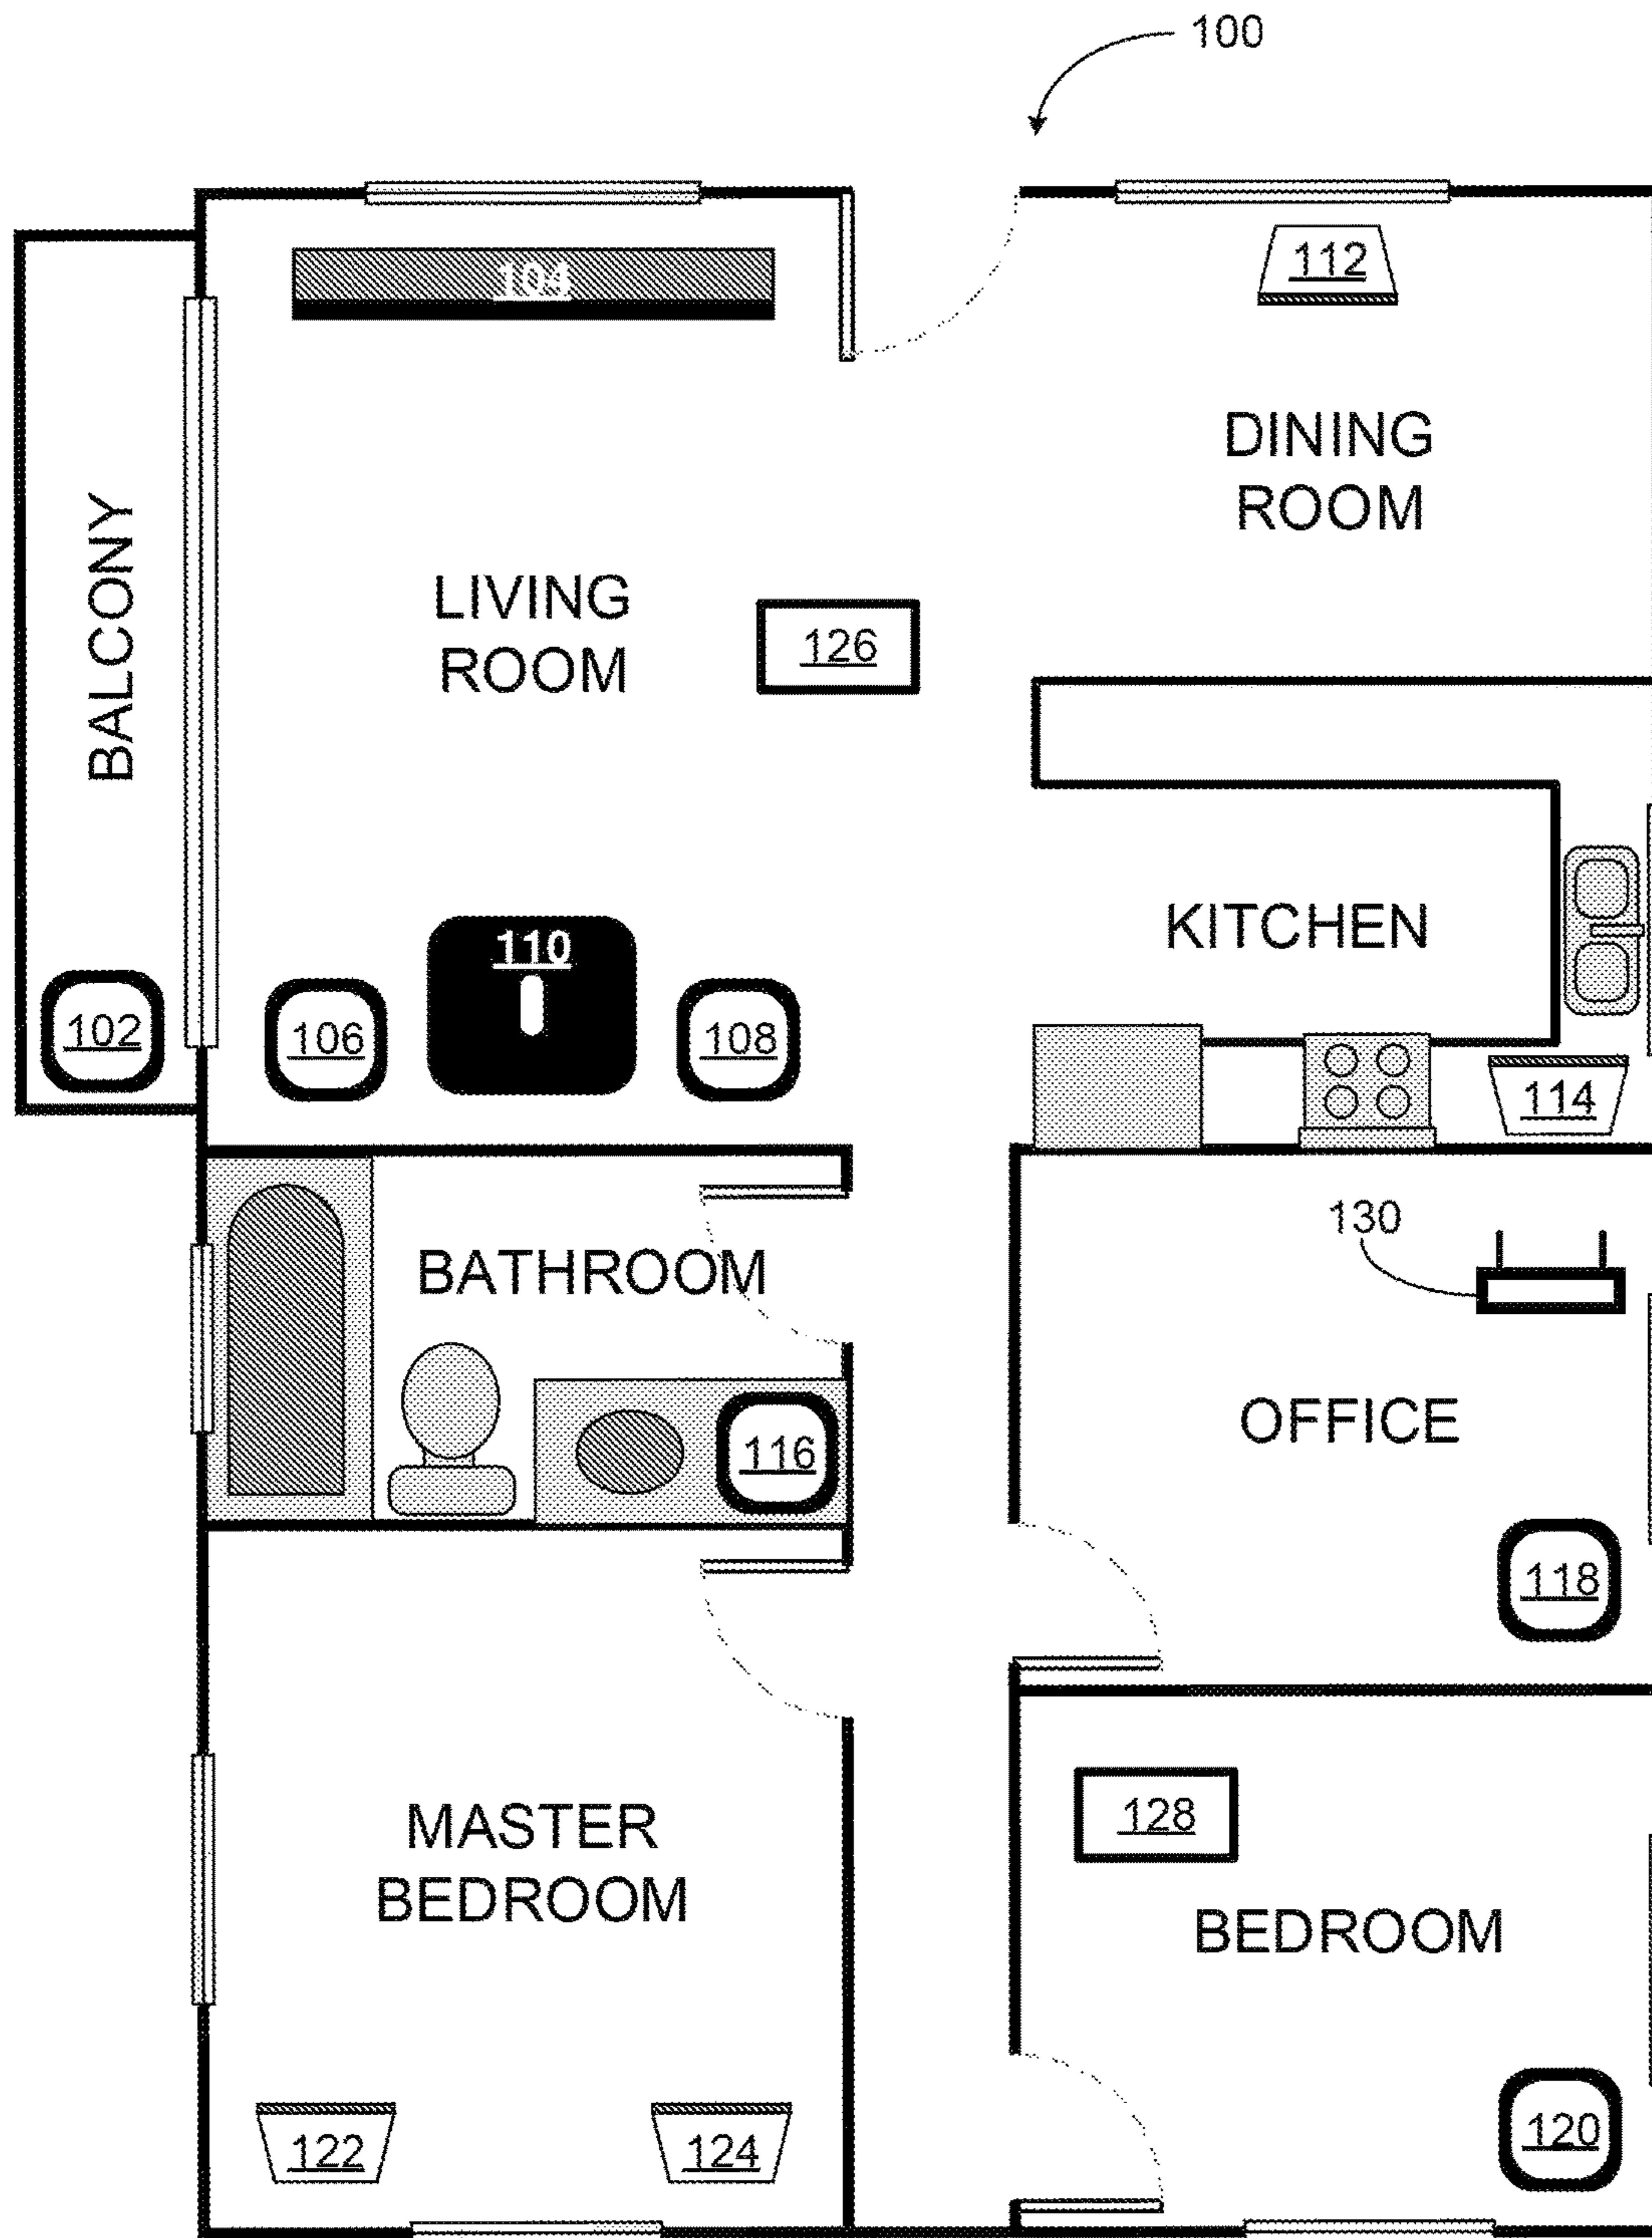 100
104
112
DINING
ROOM
BALCONY
LIVING
ROOM
126
KITCHEN
110
102
106
108
114
130
BATHROOM
OFFICE
116
118
MASTER
BEDROOM
128
BEDROOM
122
124
120